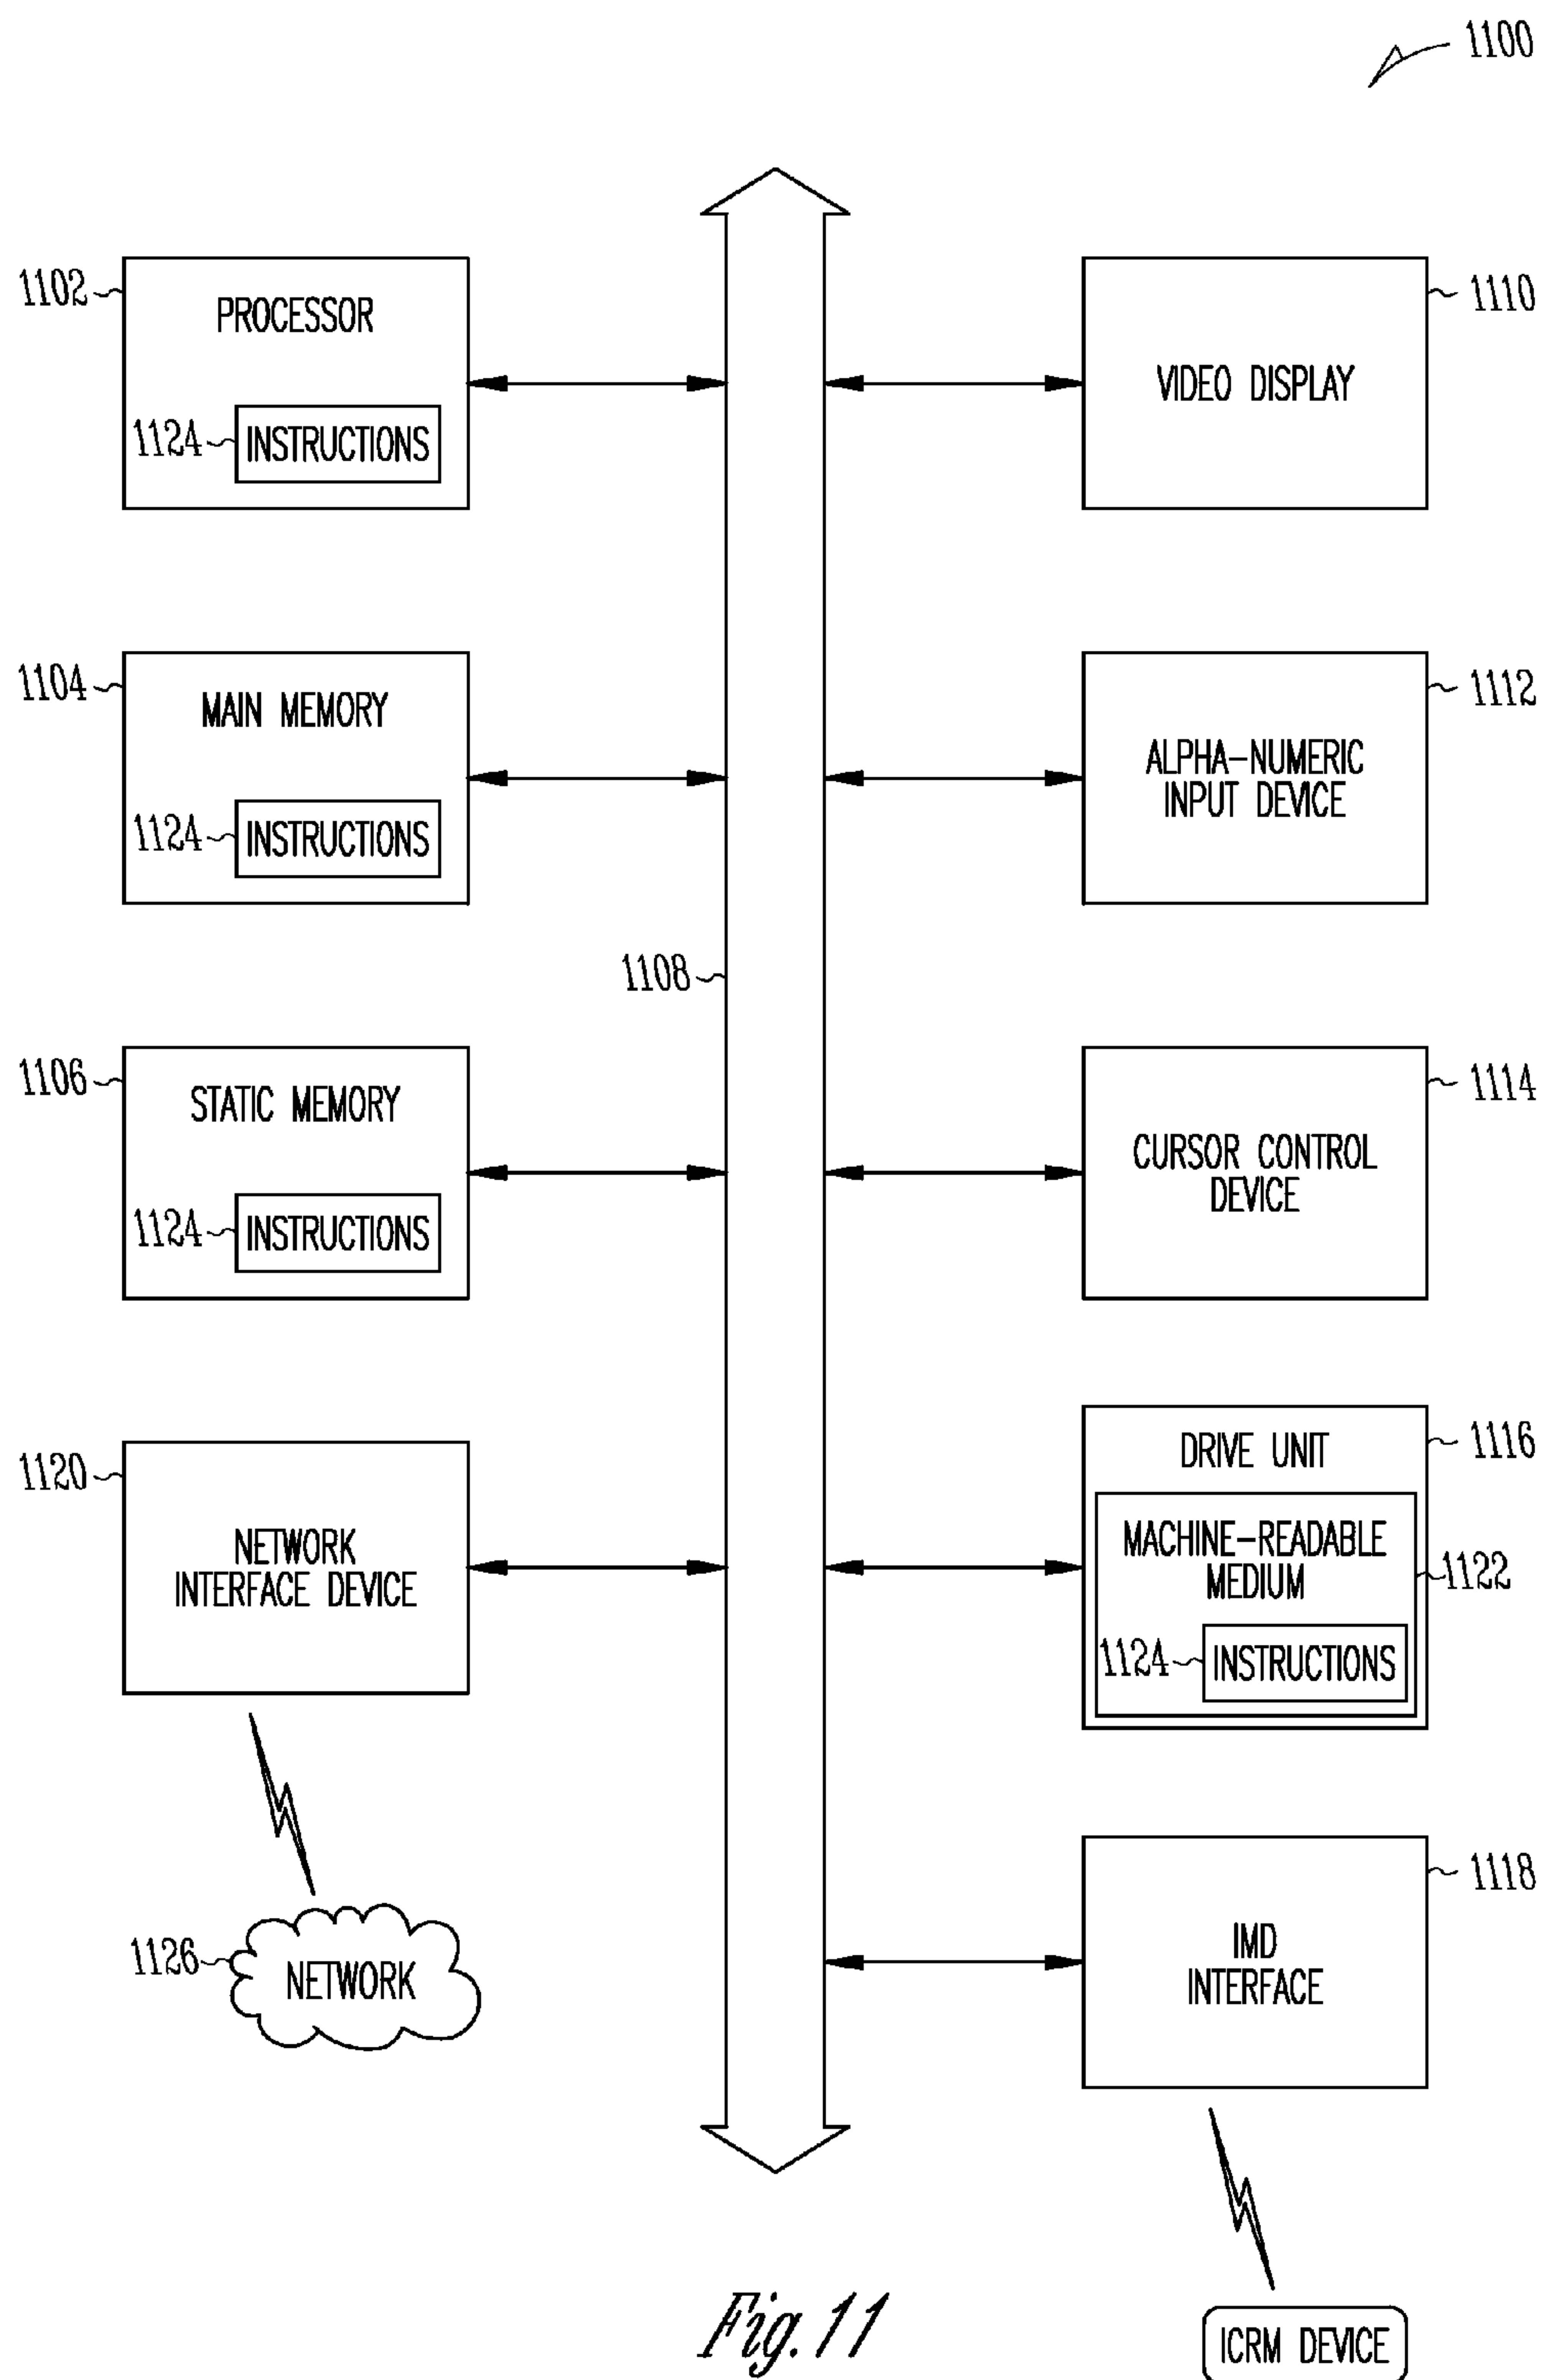 1100
1102
PROCESSOR
1124
INSTRUCTIONS
1110
VIDEO DISPLAY
1104
MAIN MEMORY
1124
INSTRUCTIONS
1112
ALPHA-NUMERIC
INPUT DEVICE
1108
1106
STATIC MEMORY
1124
INSTRUCTIONS
1114
CURSOR CONTROL
DEVICE
1120
NETWORK
INTERFACE DEVICE
1116
DRIVE UNIT
MACHINE-READABLE
MEDIUM
1122
1124
INSTRUCTIONS
1126
NETWORK
1118
IMD
INTERFACE
ICRM DEVICE
Fig. 11